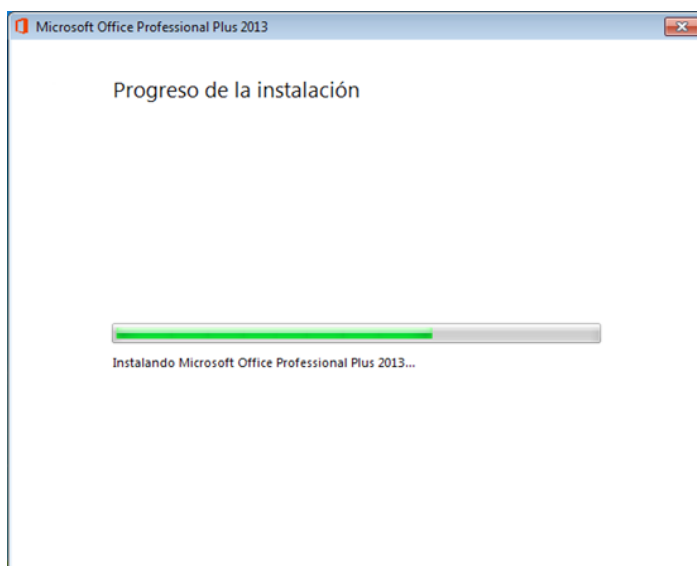 Microsoft Office Professional Plus 2013
Progreso de la instalación
Instalando Microsoft Office Professional Plus 2013...